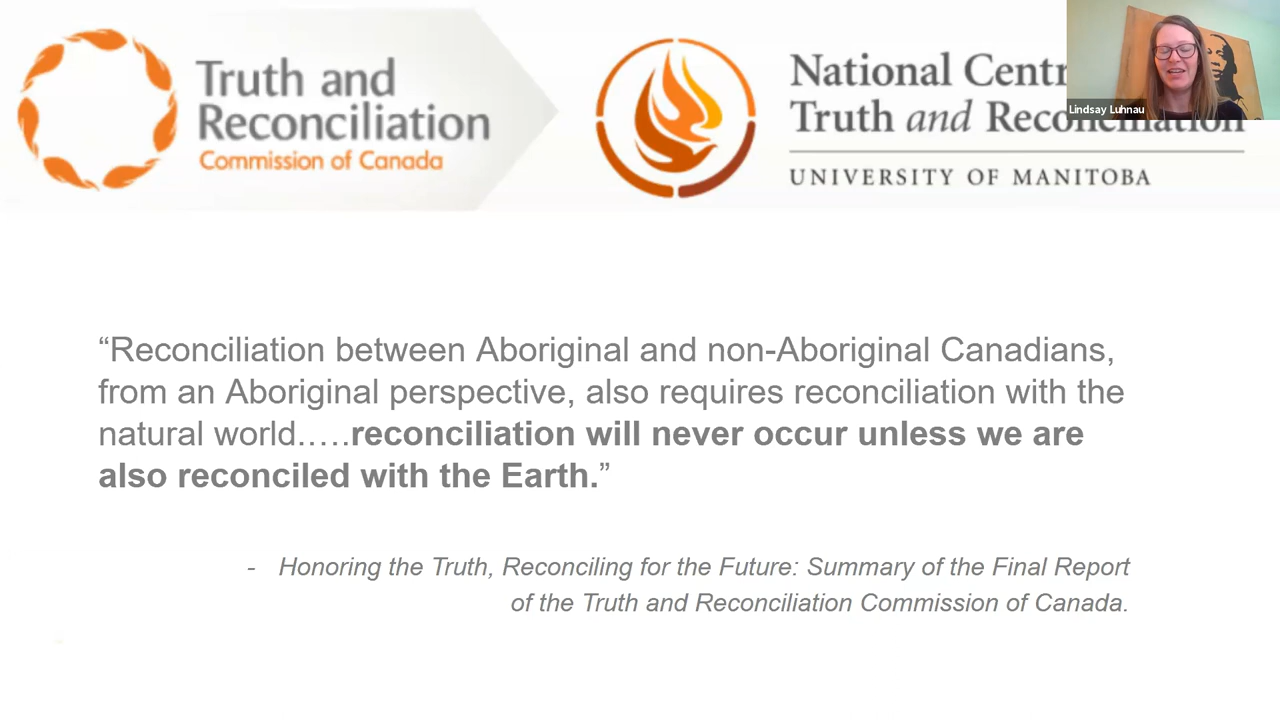 Truth and
Reconciliation
Commission of Canada
National Centr
Truth and Reconciliation
UNIVERSITY OF MANITOBA
Lindsay Luhnau
“Reconciliation between Aboriginal and non-Aboriginal Canadians,
from an Aboriginal perspective, also requires reconciliation with the
natural world.….reconciliation will never occur unless we are
also reconciled with the Earth.”
- Honoring the Truth, Reconciling for the Future: Summary of the Final Report
of the Truth and Reconciliation Commission of Canada.